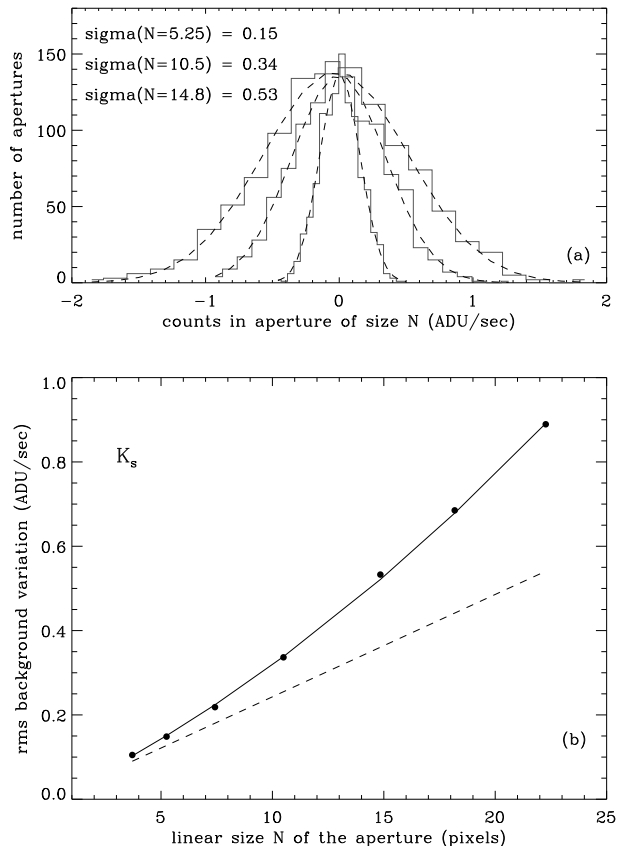 sigma(N=5.25) = 0.15
sigma(N=10.5) = 0.34
sigma(N=14.8) = 0.53
150
100
50
0
number of apertures
(a)
−2
−1
0
1
2
counts in aperture of size N (ADU/sec)
1.0
0.8
0.6
0.4
0.2
0.0
rms background variation (ADU/sec)
Ks
(b)
5
10
15
20
25
linear size N of the aperture (pixels)